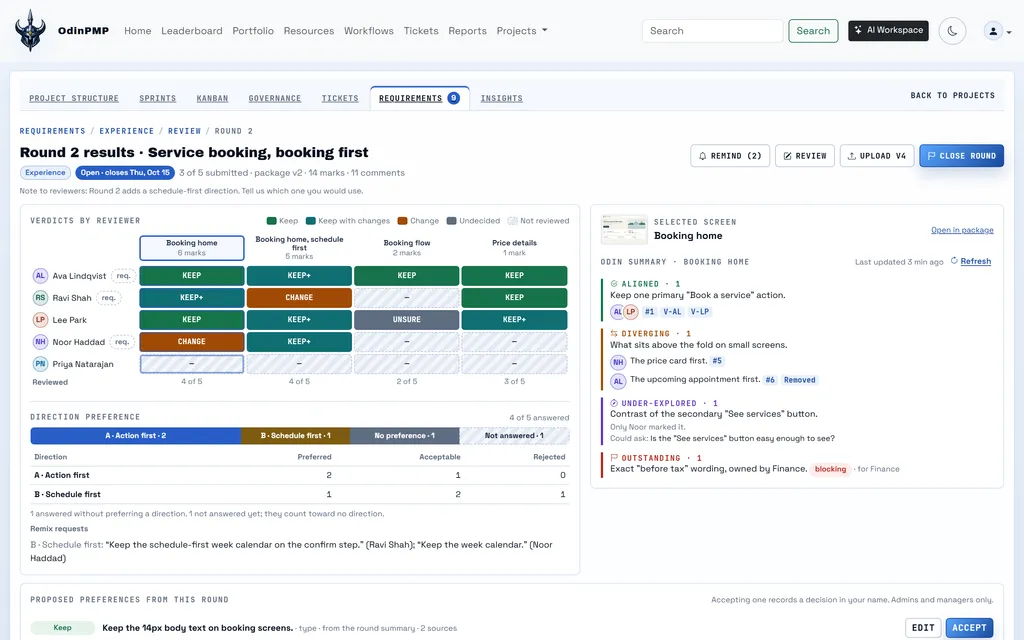 OdinPMP Home Leaderboard Portfolio Resources Workflows Tickets Reports Projects Search Search AI Workspace
PROJECT STRUCTURE SPRINTS KANBAN GOVERNANCE TICKETS REQUIREMENTS 9 INSIGHTS BACK TO PROJECTS
REQUIREMENTS / EXPERIENCE / REVIEW / ROUND 2
Round 2 results · Service booking, booking first
REMIND (2) REVIEW UPLOAD V4 CLOSE ROUND
Experience Open · closes Thu, Oct 15 3 of 5 submitted · package v2 · 14 marks · 11 comments
Note to reviewers: Round 2 adds a schedule-first direction. Tell us which one you would use.
VERDICTS BY REVIEWER Keep Keep with changes Change Undecided Not reviewed
Booking home
6 marks
Booking home, schedule first
5 marks
Booking flow
2 marks
Price details
1 mark
AL Ava Lindqvist req. KEEP KEEP+ KEEP KEEP
RS Ravi Shah req. KEEP+ CHANGE – KEEP
LP Lee Park KEEP KEEP+ UNSURE KEEP+
NH Noor Haddad req. CHANGE KEEP+ – –
PN Priya Natarajan – – – –
Reviewed 4 of 5 4 of 5 2 of 5 3 of 5
DIRECTION PREFERENCE 4 of 5 answered
A · Action first · 2 B · Schedule first · 1 No preference · 1 Not answered · 1
Direction Preferred Acceptable Rejected
A · Action first 2 1 0
B · Schedule first 1 2 1
1 answered without preferring a direction. 1 not answered yet; they count toward no direction.
Remix requests
B · Schedule first: “Keep the schedule-first week calendar on the confirm step.” (Ravi Shah); “Keep the week calendar.” (Noor
Haddad)
SELECTED SCREEN
Booking home
Open in package
ODIN SUMMARY · BOOKING HOME Last updated 3 min ago Refresh
ALIGNED · 1
Keep one primary "Book a service" action.
AL LP #1 V-AL V-LP
DIVERGING · 1
What sits above the fold on small screens.
NH The price card first. #5
AL The upcoming appointment first. #6 Removed
UNDER-EXPLORED · 1
Contrast of the secondary "See services" button.
Only Noor marked it.
Could ask: Is the "See services" button easy enough to see?
OUTSTANDING · 1
Exact "before tax" wording, owned by Finance. blocking · for Finance
PROPOSED PREFERENCES FROM THIS ROUND Accepting one records a decision in your name. Admins and managers only.
Keep Keep the 14px body text on booking screens. · type · from the round summary · 2 sources EDIT ACCEPT